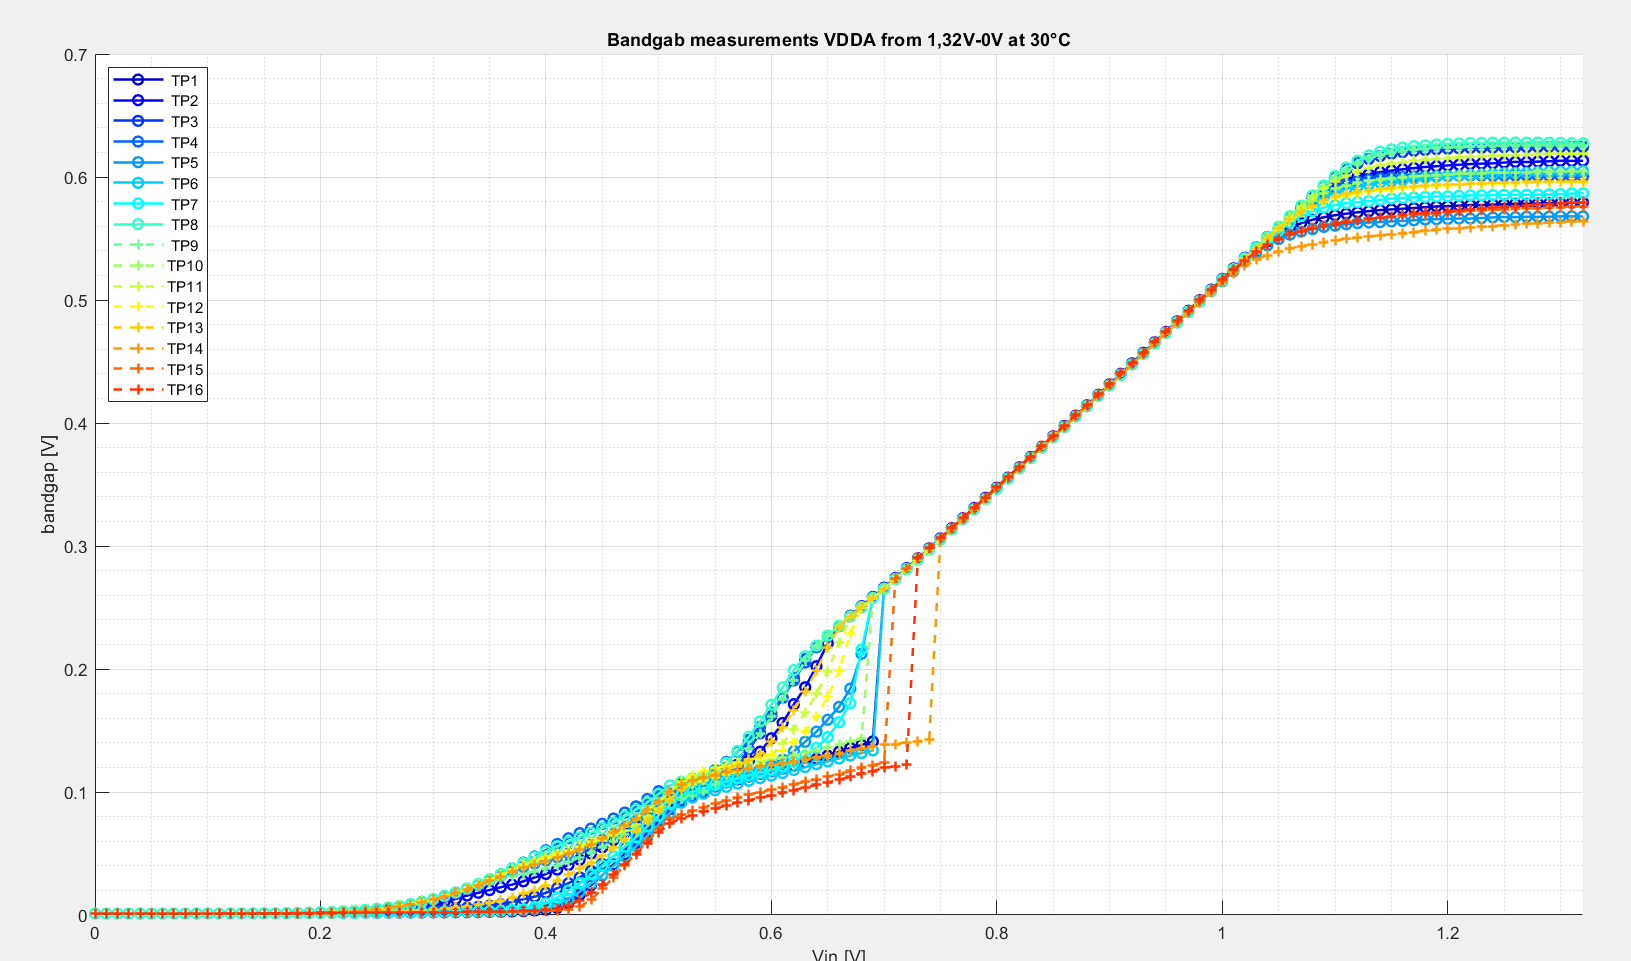 Bandgab measurements VDDA from 1,32V-0V at 30°C
0.7
0.6
0.5
0.4
0.3
0.2
0.1
0
bandgap [V]
TP1
TP2
TP3
TP4
TP5
TP6
TP7
TP8
TP9
TP10
TP11
TP12
TP13
TP14
TP15
TP16
0 0.2 0.4 0.6 0.8 1 1.2
Vin [V]